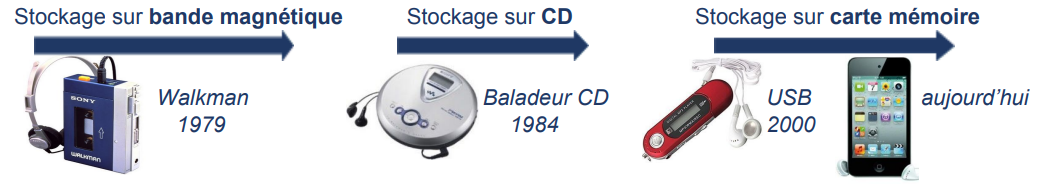 Stockage sur bande magnétique
Stockage sur CD
Stockage sur carte mémoire
SONY
WALKMAN
Walkman
1979
Baladeur CD
1984
USB
2000
aujourd’hui